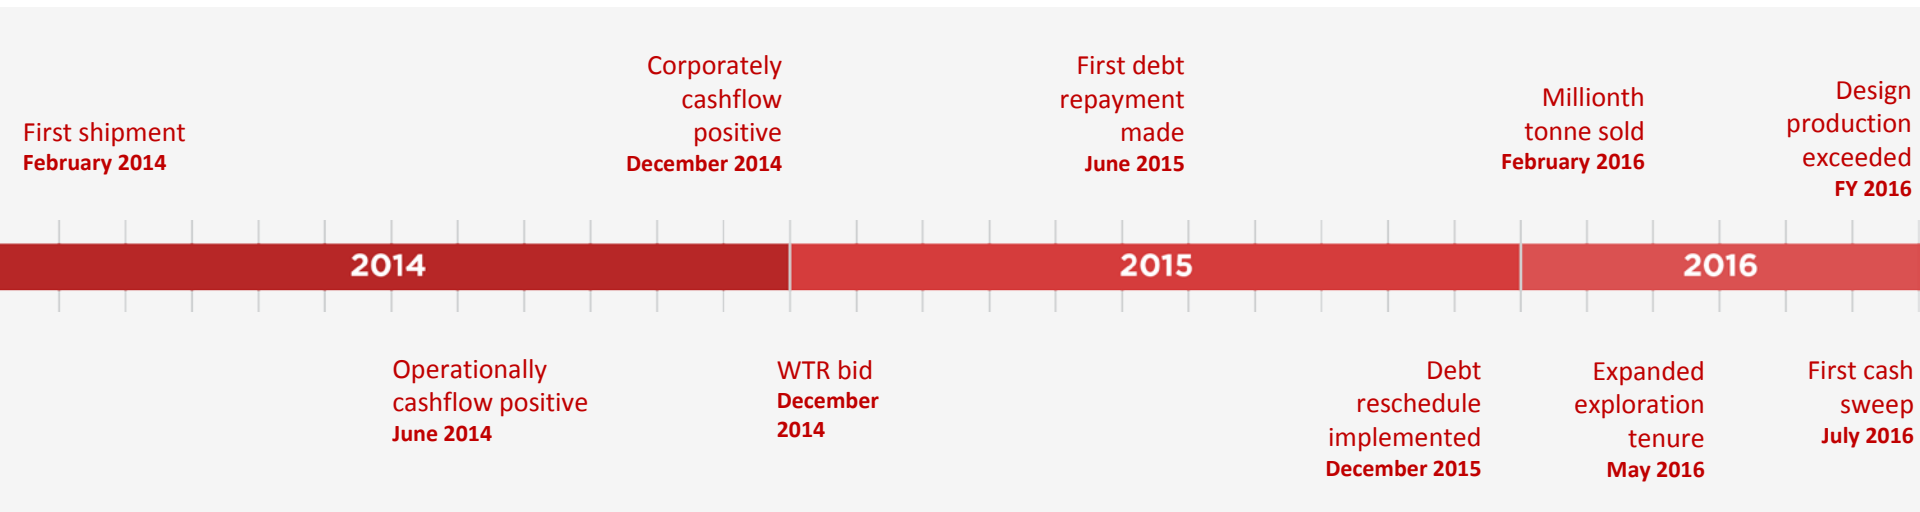 First shipment
February 2014
Corporately
cashflow
positive
December 2014
First debt
repayment
made
June 2015
Millionth
tonne sold
February 2016
Design
production
exceeded
FY 2016
2014
2015
2016
Operationally
cashflow positive
June 2014
WTR bid
December
2014
Debt
reschedule
implemented
December 2015
Expanded
exploration
tenure
May 2016
First cash
sweep
July 2016